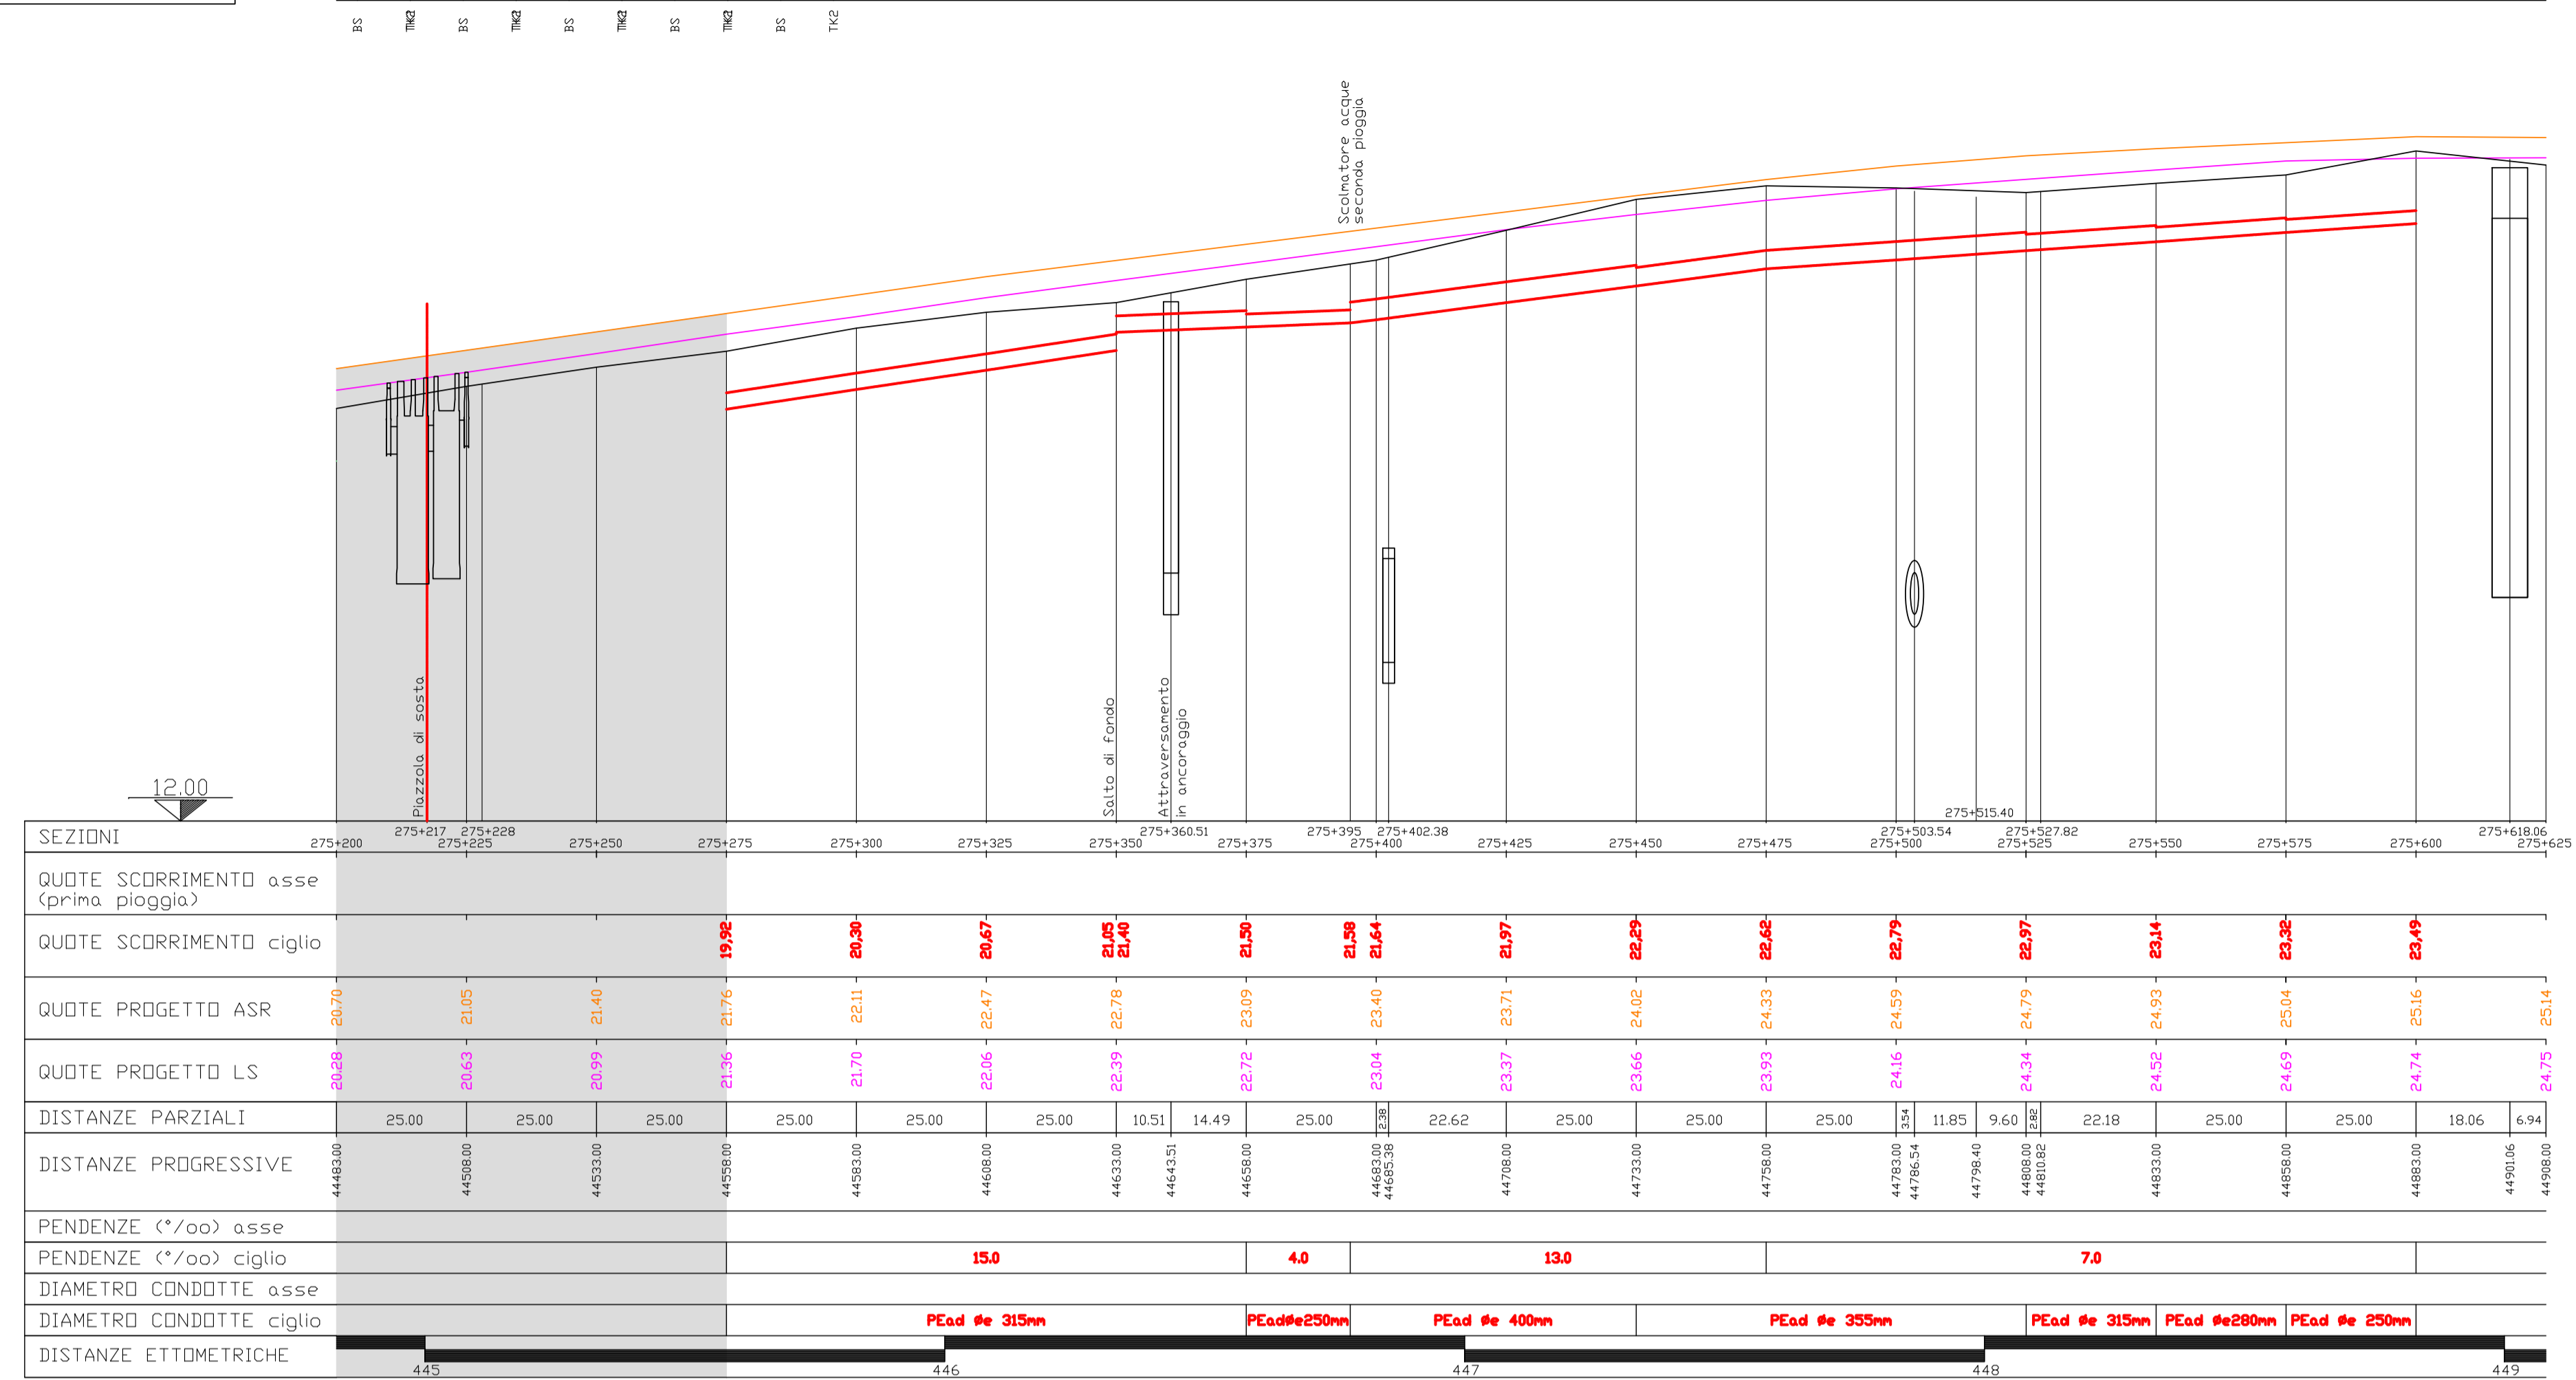 BS TK2 BS TK2 BS TK2 BS TK2 BS TK2
Scolmatore acque
seconda pioggia
Piazzola di sosta
Salto di fondo
Attraversamento
in ancoraggio
12.00
SEZIONI
275+217 275+228 275+360.51 275+395 275+402.38 275+503.54 275+515.40 275+527.82 275+618.06
275+200 275+225 275+250 275+275 275+300 275+325 275+350 275+375 275+400 275+425 275+450 275+475 275+500 275+525 275+550 275+575 275+600 275+625
QUOTE SCORRIMENTO asse
(prima pioggia)
QUOTE SCORRIMENTO ciglio
19,92 20,30 20,67 21,05 21,40 21,50 21,58 21,64 21,97 22,29 22,62 22,79 22,97 23,14 23,32 23,49
QUOTE PROGETTO ASR
20.70 21.05 21.40 21.76 22.11 22.47 22.78 23.09 23.40 23.71 24.02 24.33 24.59 24.79 24.93 25.04 25.16 25.14
QUOTE PROGETTO LS
20.28 20.63 20.99 21.36 21.70 22.06 22.39 22.72 23.04 23.37 23.66 23.93 24.16 24.34 24.52 24.69 24.74 24.75
DISTANZE PARZIALI
25.00 25.00 25.00 25.00 25.00 25.00 10.51 14.49 25.00 2.38 22.62 25.00 25.00 25.00 3.54 11.85 9.60 2.82 22.18 25.00 25.00 18.06 6.94
DISTANZE PROGRESSIVE
44483.00 44508.00 44533.00 44558.00 44583.00 44608.00 44633.00 44643.51 44658.00 44683.00 44685.38 44708.00 44733.00 44758.00 44783.00 44786.54 44798.40 44808.00 44810.82 44833.00 44858.00 44883.00 44901.06 44908.00
PENDENZE (°/oo) asse
PENDENZE (°/oo) ciglio
15.0 4.0 13.0 7.0
DIAMETRO CONDOTTE asse
DIAMETRO CONDOTTE ciglio
PEad Øe 315mm PEadØe250mm PEad Øe 400mm PEad Øe 355mm PEad Øe 315mm PEad Øe280mm PEad Øe 250mm
DISTANZE ETTOMETRICHE
445 446 447 448 449